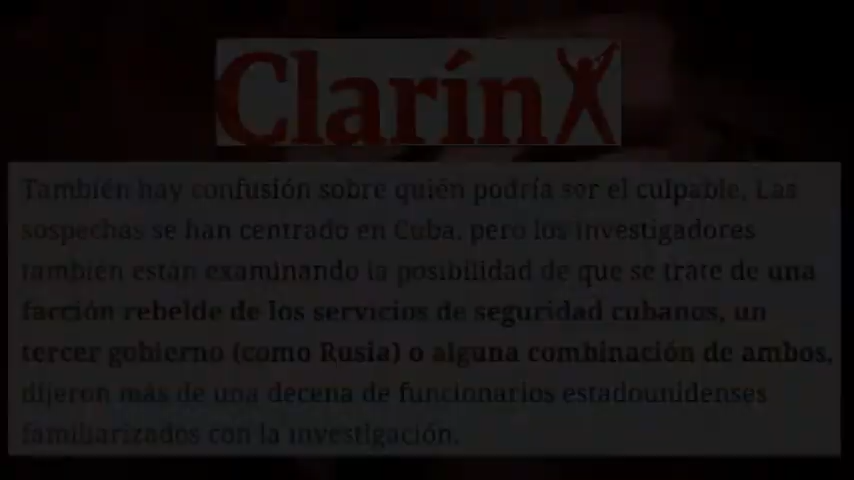 Clarín
También hay confusión sobre quién podría ser el culpable. Las
sospechas se han centrado en Cuba, pero los investigadores
también están examinando la posibilidad de que se trate de una
facción rebelde de los servicios de seguridad cubanos, un
tercer gobierno (como Rusia) o alguna combinación de ambos,
dijeron más de una decena de funcionarios estadounidenses
familiarizados con la investigación.